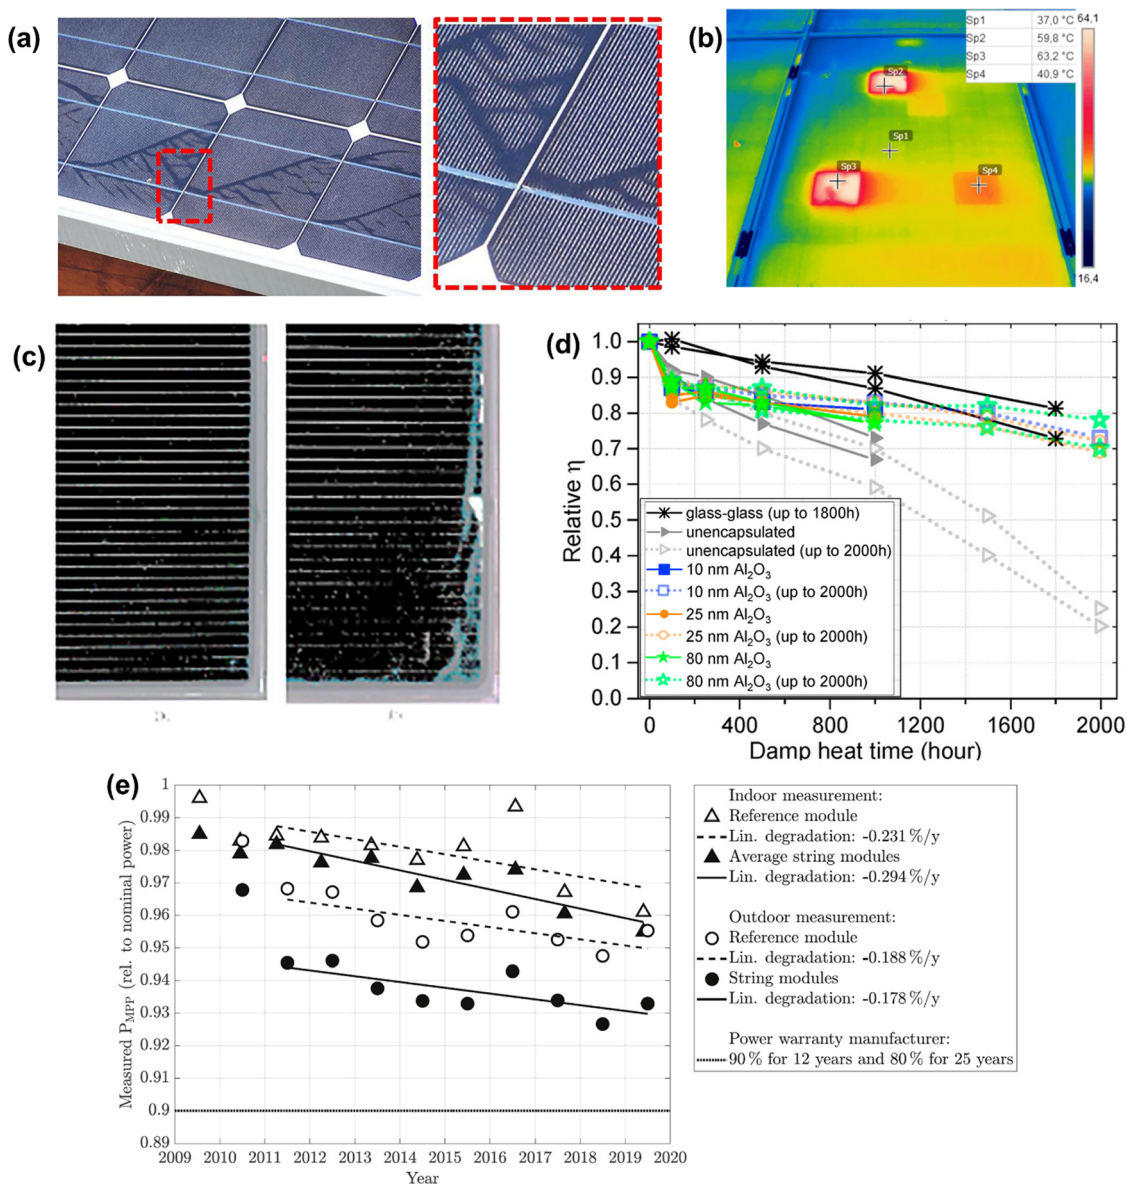 (a)
(b)
Sp1 37,0 °C
Sp2 59,8 °C
Sp3 63,2 °C
Sp4 40,9 °C
64,1
Sp2
Sp1
Sp3
Sp4
16,4
(c)
(d)
1.0
0.9
0.8
0.7
0.6
0.5
0.4
0.3
0.2
0.1
0.0
Relative η
glass-glass (up to 1800h)
unencapsulated
unencapsulated (up to 2000h)
10 nm Al₂O₃
10 nm Al₂O₃ (up to 2000h)
25 nm Al₂O₃
25 nm Al₂O₃ (up to 2000h)
80 nm Al₂O₃
80 nm Al₂O₃ (up to 2000h)
0 400 800 1200 1600 2000
Damp heat time (hour)
(e)
1
0.99
0.98
0.97
0.96
0.95
0.94
0.93
0.92
0.91
0.9
0.89
Measured P_MPP (rel. to nominal power)
2009 2010 2011 2012 2013 2014 2015 2016 2017 2018 2019 2020
Year
Indoor measurement:
Reference module
Lin. degradation: -0.231 %/y
Average string modules
Lin. degradation: -0.294 %/y
Outdoor measurement:
Reference module
Lin. degradation: -0.188 %/y
String modules
Lin. degradation: -0.178 %/y
Power warranty manufacturer:
90 % for 12 years and 80 % for 25 years